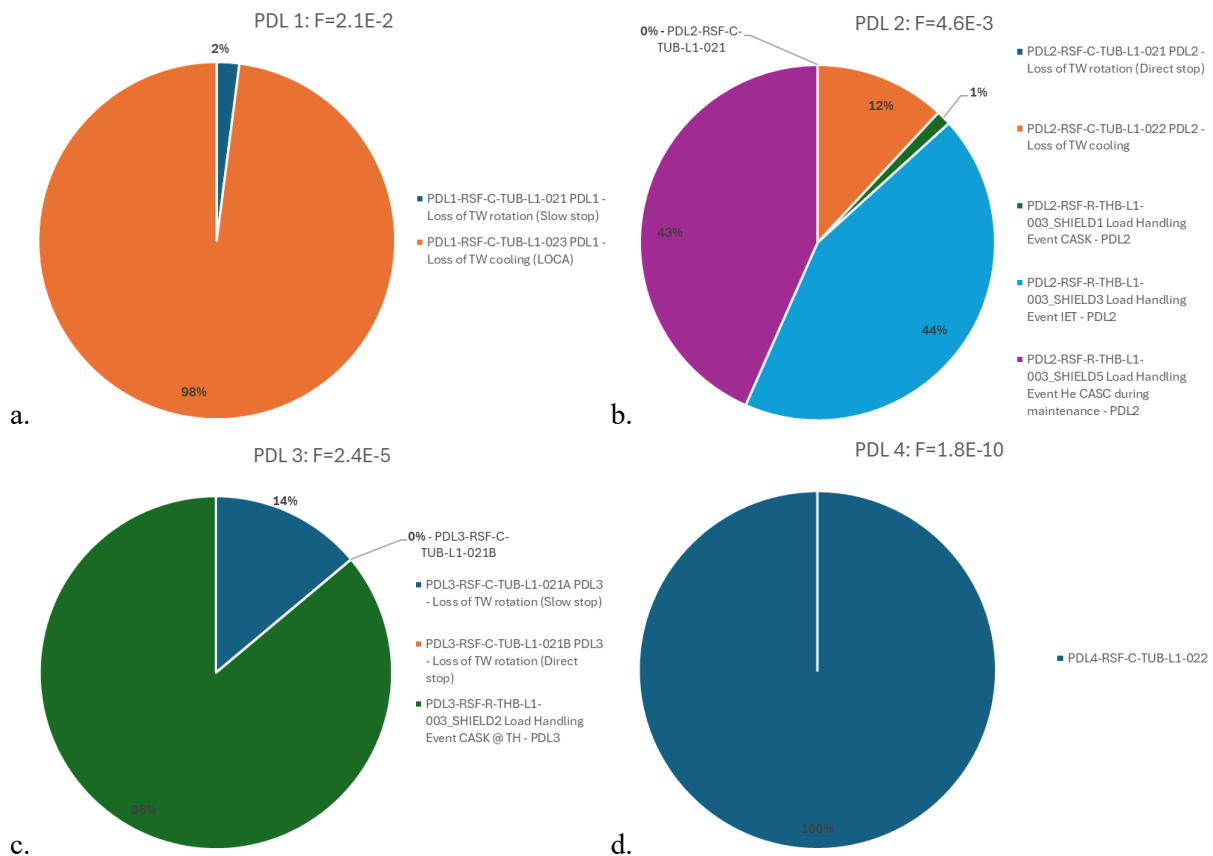 PDL 1: F=2.1E-2
2%
98%
PDL1-RSF-C-TUB-L1-021 PDL1 -
Loss of TW rotation (Slow stop)
PDL1-RSF-C-TUB-L1-023 PDL1 -
Loss of TW cooling (LOCA)
a.
PDL 2: F=4.6E-3
0% - PDL2-RSF-C-
TUB-L1-021
12%
1%
43%
44%
PDL2-RSF-C-TUB-L1-021 PDL2 -
Loss of TW rotation (Direct stop)
PDL2-RSF-C-TUB-L1-022 PDL2 -
Loss of TW cooling
PDL2-RSF-R-THB-L1-
003_SHIELD1 Load Handling
Event CASK - PDL2
PDL2-RSF-R-THB-L1-
003_SHIELD3 Load Handling
Event IET - PDL2
PDL2-RSF-R-THB-L1-
003_SHIELD5 Load Handling
Event He CASC during
maintenance - PDL2
b.
PDL 3: F=2.4E-5
14%
0% - PDL3-RSF-C-
TUB-L1-021B
86%
PDL3-RSF-C-TUB-L1-021A PDL3
- Loss of TW rotation (Slow stop)
PDL3-RSF-C-TUB-L1-021B PDL3
- Loss of TW rotation (Direct
stop)
PDL3-RSF-R-THB-L1-
003_SHIELD2 Load Handling
Event CASK @ TH - PDL3
c.
PDL 4: F=1.8E-10
100%
PDL4-RSF-C-TUB-L1-022
d.